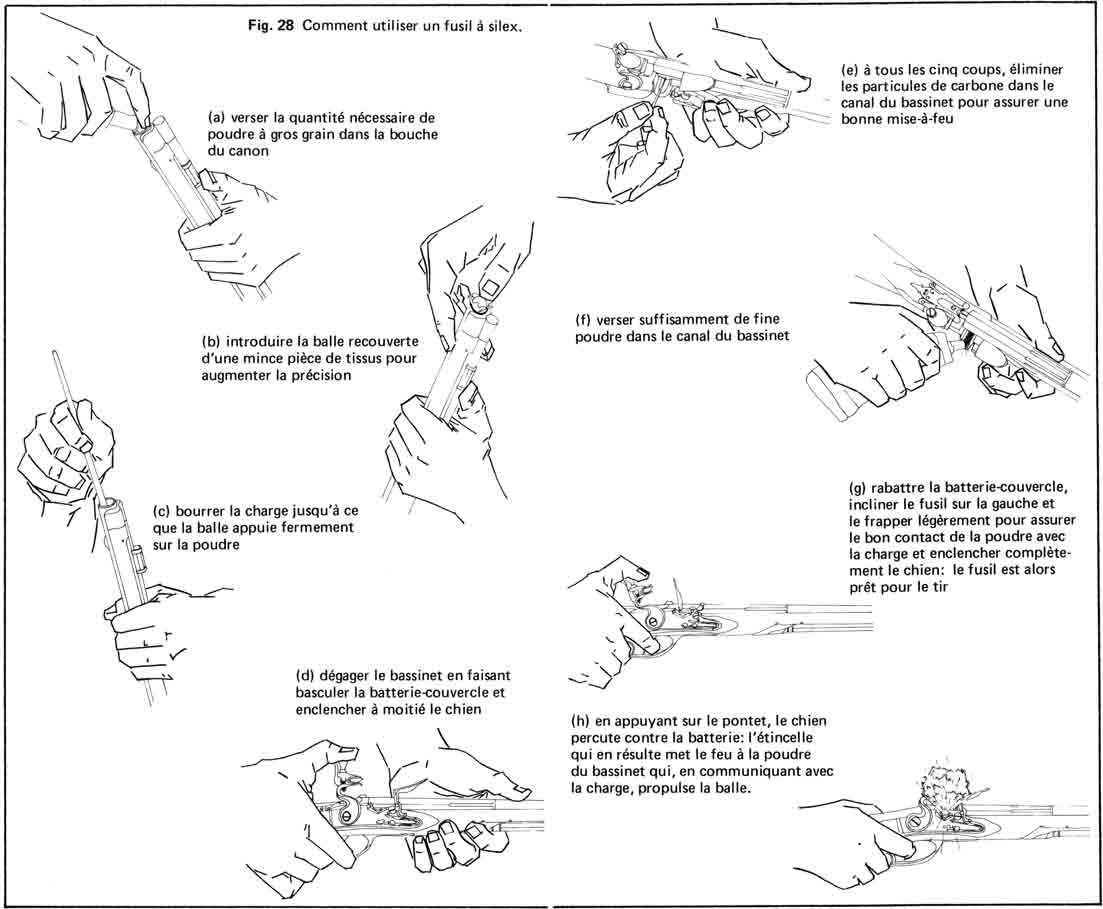 Fig. 28 Comment utiliser un fusil à silex.
(a) verser la quantité nécessaire de
poudre à gros grain dans la bouche
du canon
(b) introduire la balle recouverte
d'une mince pièce de tissus pour
augmenter la précision
(c) bourrer la charge jusqu'à ce
que la balle appuie fermement
sur la poudre
(d) dégager le bassinet en faisant
basculer la batterie-couvercle et
enclencher à moitié le chien
(e) à tous les cinq coups, éliminer
les particules de carbone dans le
canal du bassinet pour assurer une
bonne mise-à-feu
(f) verser suffisamment de fine
poudre dans le canal du bassinet
(g) rabattre la batterie-couvercle,
incliner le fusil sur la gauche et
le frapper légèrement pour assurer
le bon contact de la poudre avec
la charge et enclencher complète-
ment le chien: le fusil est alors
prêt pour le tir
(h) en appuyant sur le pontet, le chien
percute contre la batterie: l'étincelle
qui en résulte met le feu à la poudre
du bassinet qui, en communiquant avec
la charge, propulse la balle.